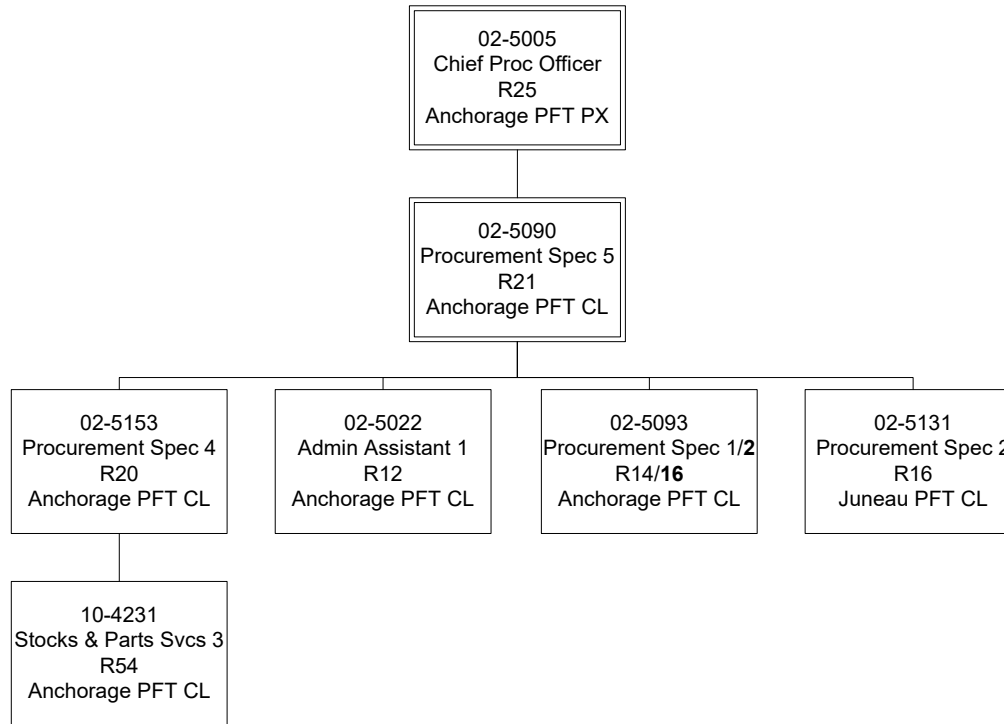 02-5005
Chief Proc Officer
R25
Anchorage PFT PX
02-5090
Procurement Spec 5
R21
Anchorage PFT CL
02-5153
Procurement Spec 4
R20
Anchorage PFT CL
02-5022
Admin Assistant 1
R12
Anchorage PFT CL
02-5093
Procurement Spec 1/2
R14/16
Anchorage PFT CL
02-5131
Procurement Spec 2
R16
Juneau PFT CL
10-4231
Stocks & Parts Svcs 3
R54
Anchorage PFT CL